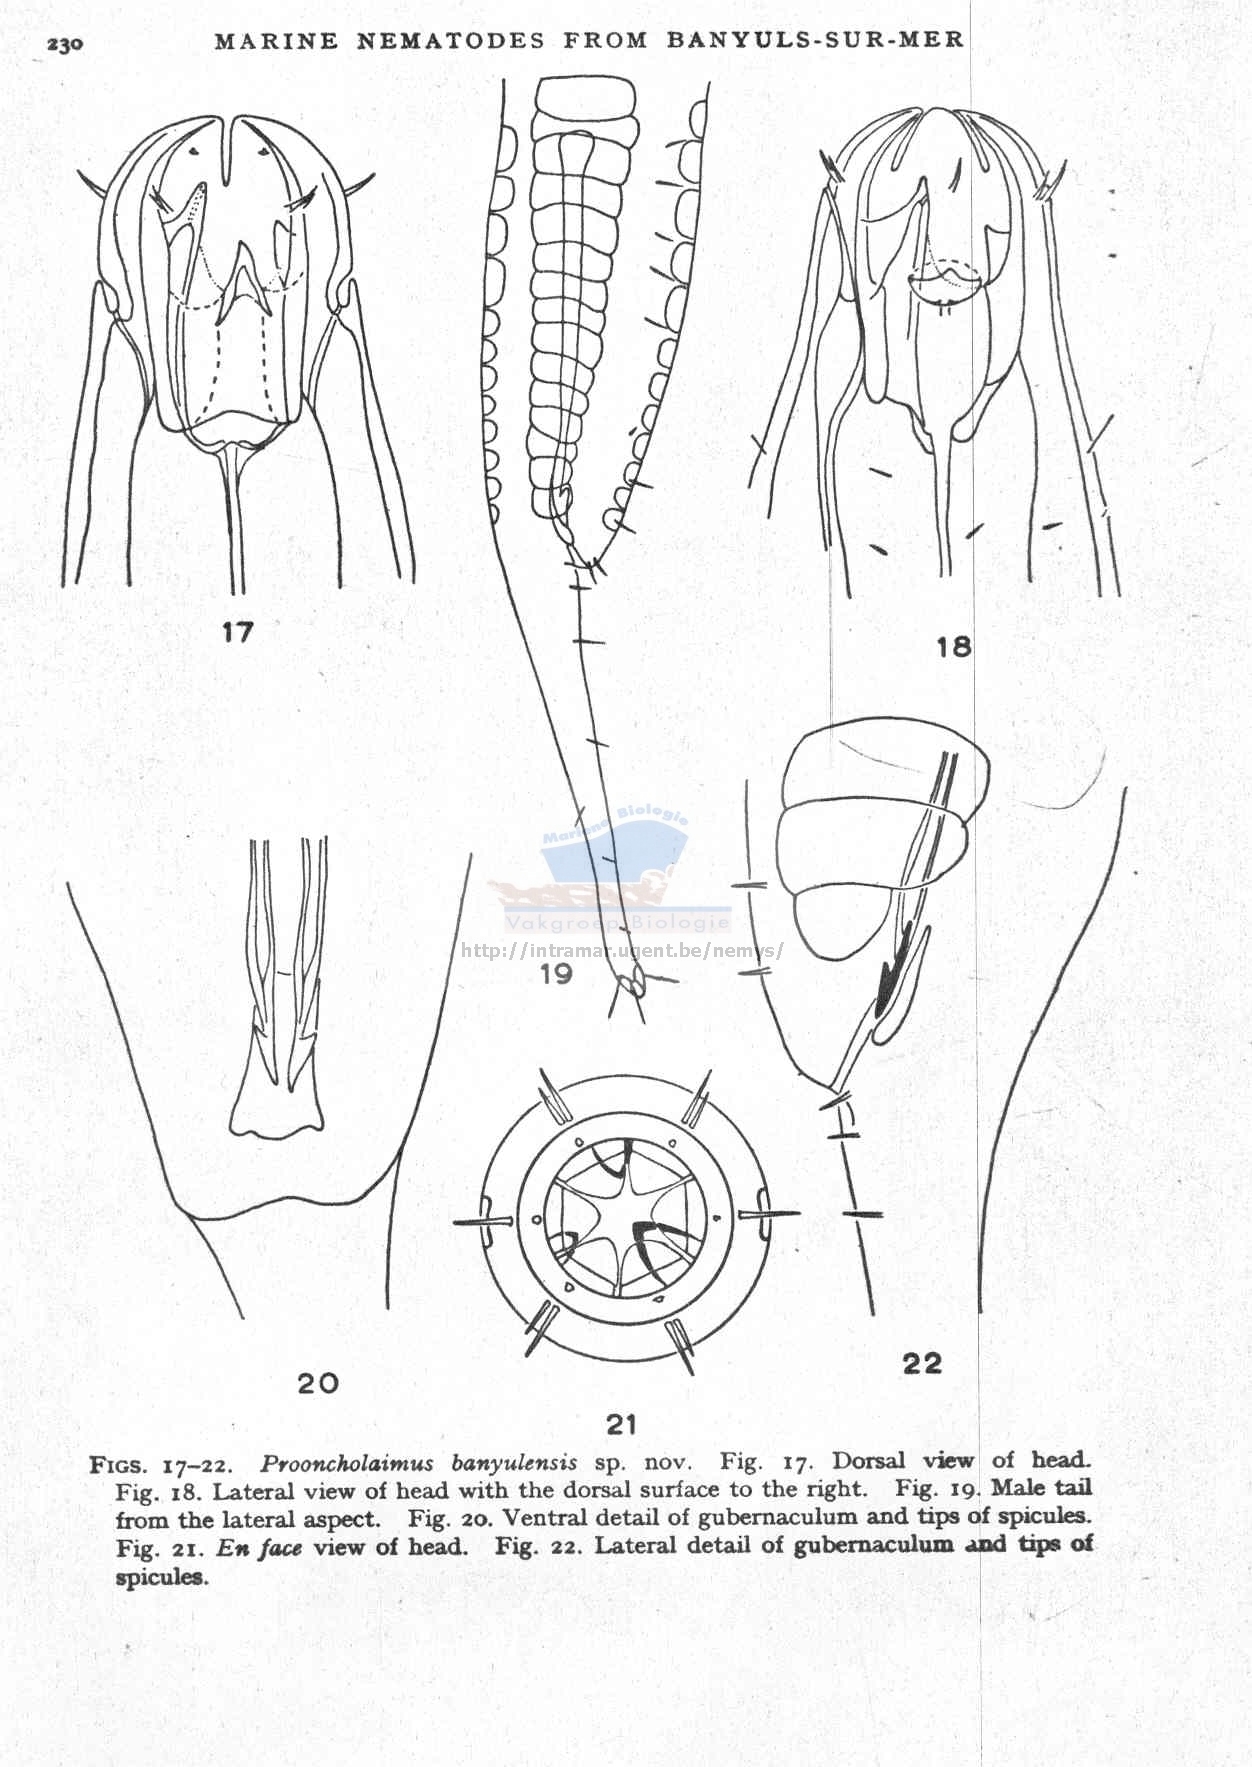 230
MARINE NEMATODES FROM BANYULS-SUR-MER
17
18
Mariene Biologie
Vakgroep Biologie
http://intramar.ugent.be/nemys/
19
20
22
21
FIGS. 17–22. Prooncholaimus banyulensis sp. nov. Fig. 17. Dorsal view of head.
Fig. 18. Lateral view of head with the dorsal surface to the right. Fig. 19. Male tail
from the lateral aspect. Fig. 20. Ventral detail of gubernaculum and tips of spicules.
Fig. 21. En face view of head. Fig. 22. Lateral detail of gubernaculum and tips of
spicules.